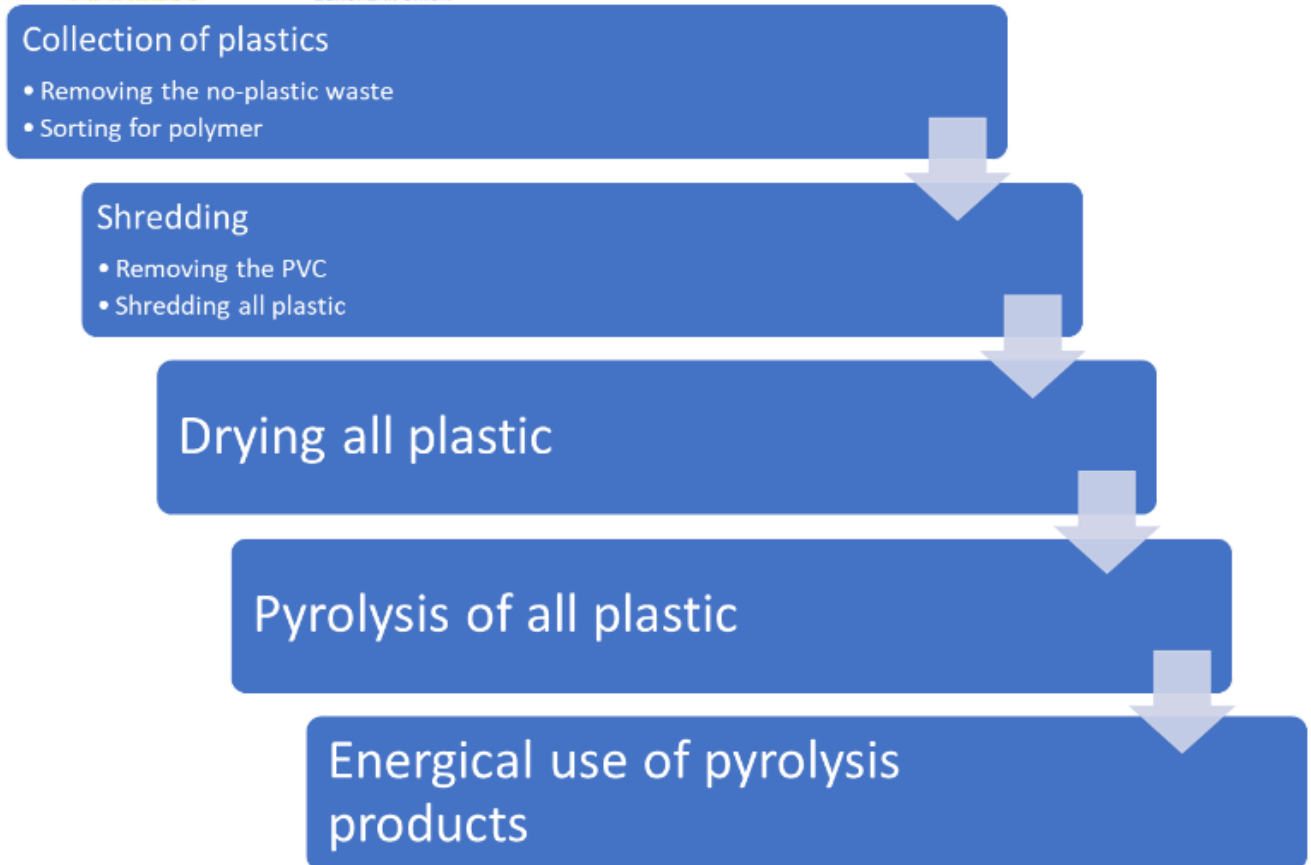 Collection of plastics
• Removing the no-plastic waste
• Sorting for polymer
Shredding
• Removing the PVC
• Shredding all plastic
Drying all plastic
Pyrolysis of all plastic
Energical use of pyrolysis
products